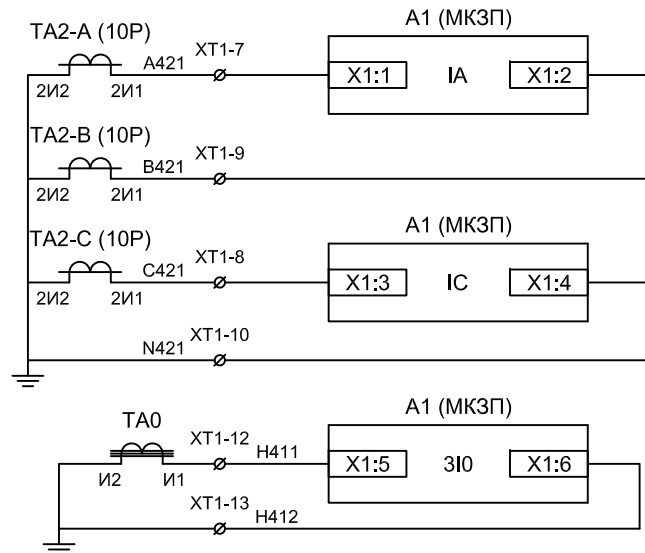 A1 (МКЗП)
TA2-A (10P)
A421
XT1-7
X1:1
IA
X1:2
2И2
2И1
TA2-B (10P)
B421
XT1-9
2И2
2И1
TA2-C (10P)
C421
XT1-8
A1 (МКЗП)
X1:3
IC
X1:4
2И2
2И1
N421
XT1-10
TA0
A1 (МКЗП)
XT1-12
H411
X1:5
3I0
X1:6
И2
И1
XT1-13
H412